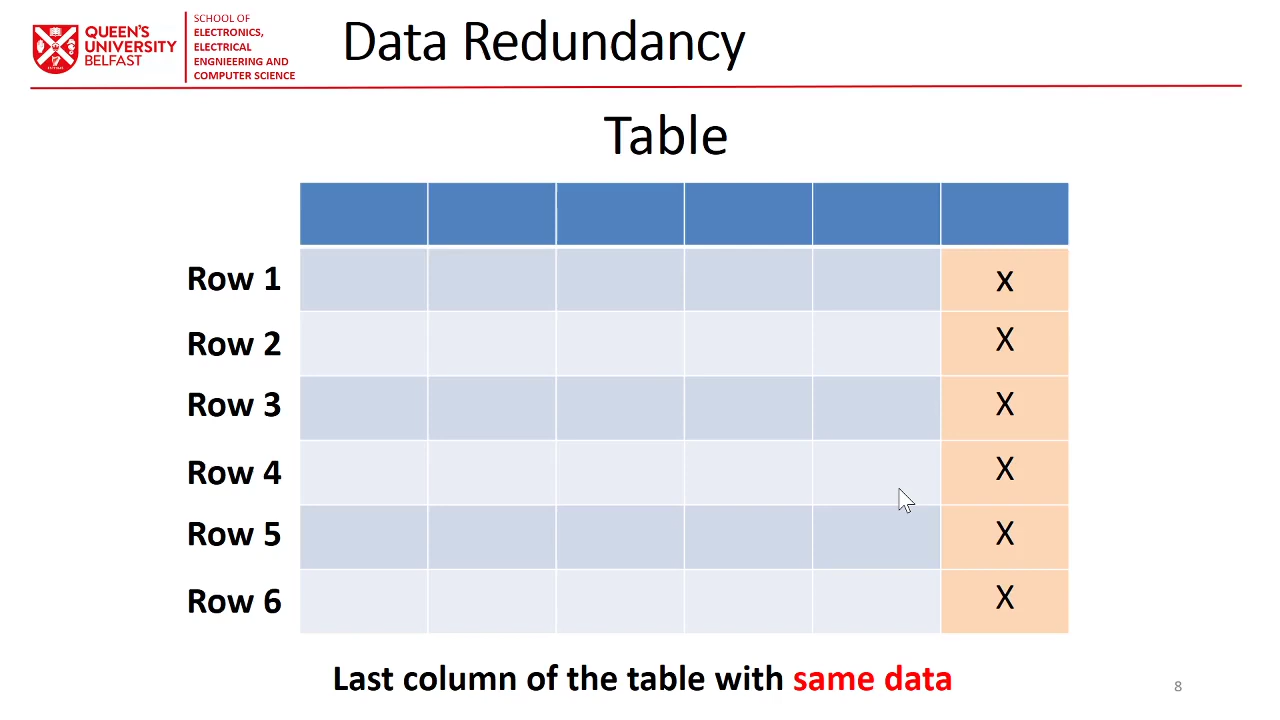 QUEEN'S
UNIVERSITY
BELFAST
SCHOOL OF
ELECTRONICS,
ELECTRICAL
ENGNIEERING AND
COMPUTER SCIENCE
Data Redundancy
Table
Row 1 x
Row 2 X
Row 3 X
Row 4 X
Row 5 X
Row 6 X
Last column of the table with same data
8